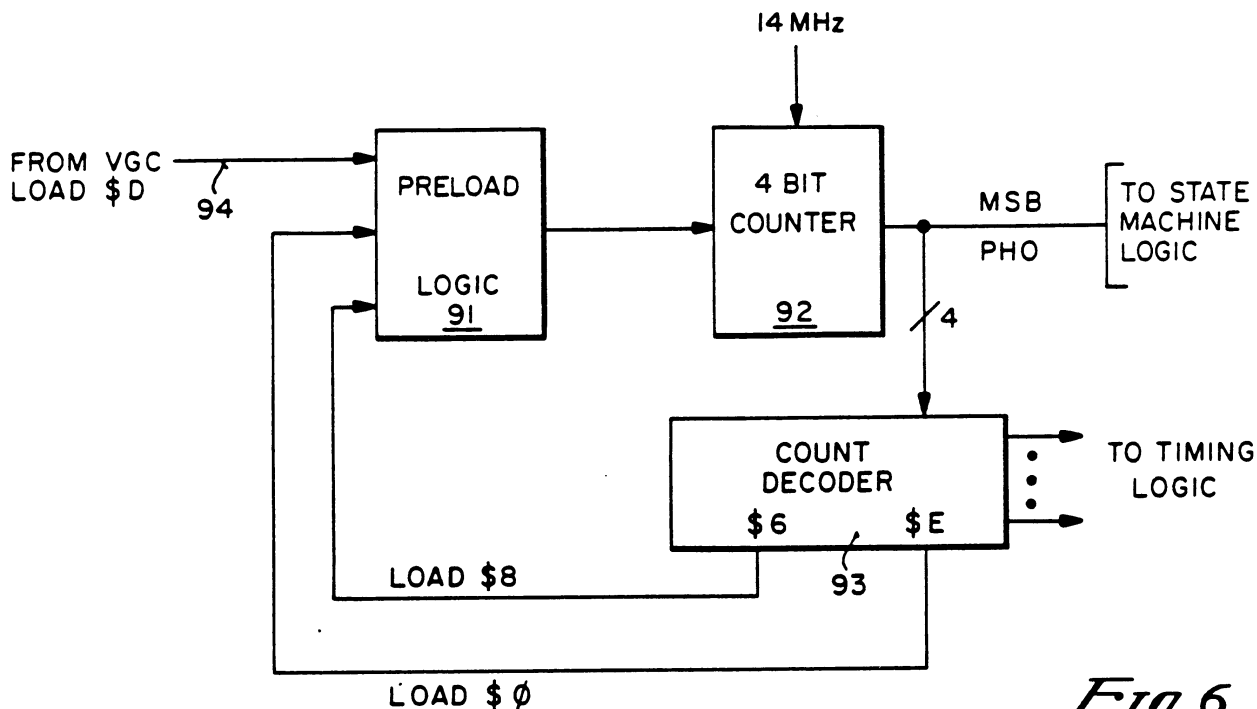 14 MHz
FROM VGC
LOAD $D
94
PRELOAD
LOGIC
91
4 BIT
COUNTER
92
MSB
PHO
TO STATE
MACHINE
LOGIC
4
COUNT
DECODER
$6 $E
93
TO TIMING
LOGIC
LOAD $8
LOAD $Ø
FIG 6